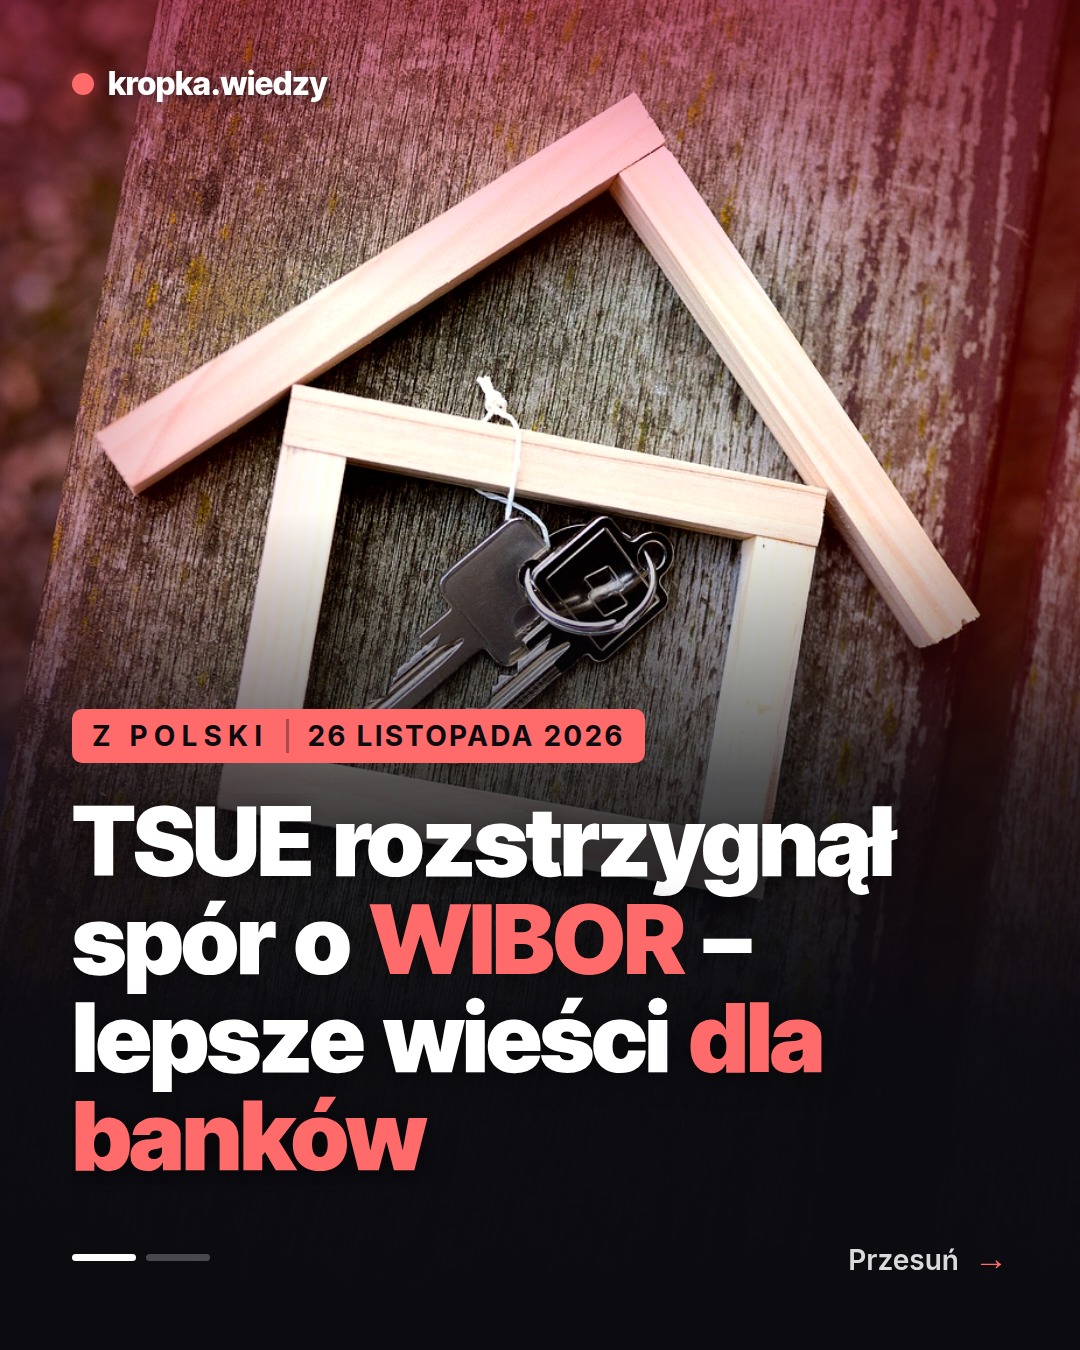 kropka.wiedzy
Z POLSKI | 26 LISTOPADA 2026
TSUE rozstrzygnął
spór o WIBOR –
lepsze wieści dla
banków
Przesuń →